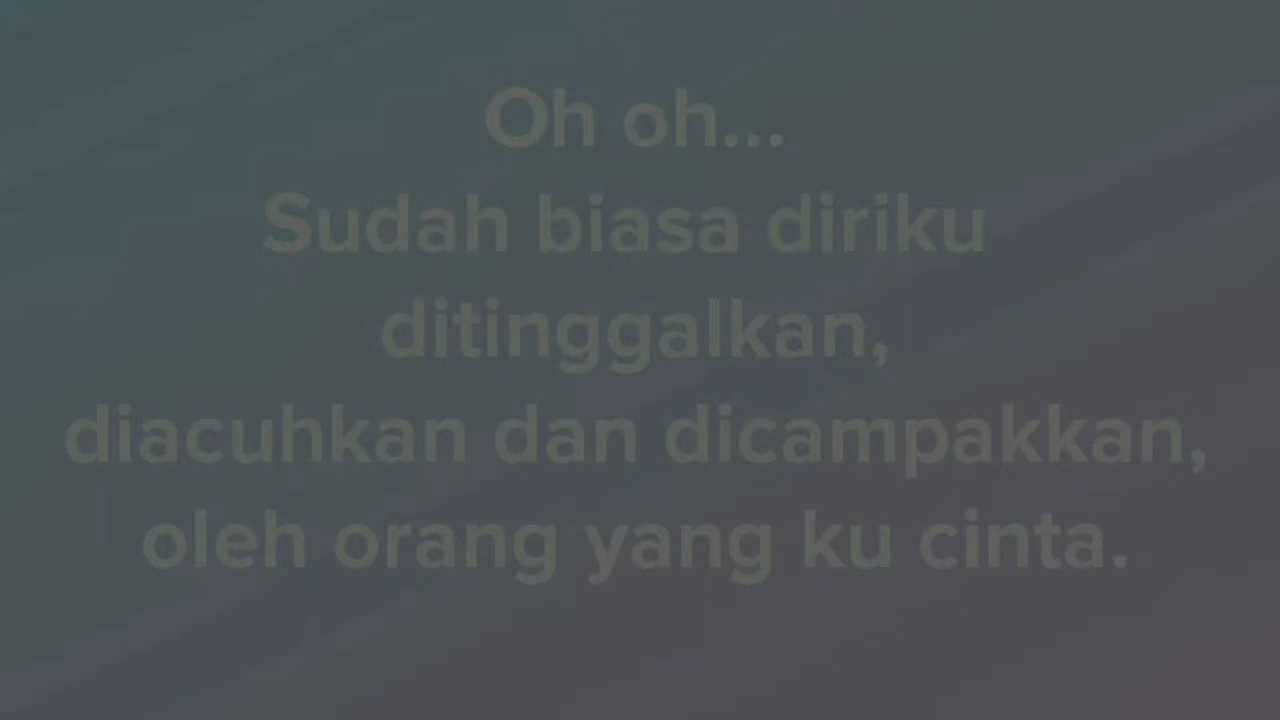 Oh oh...
Sudah biasa diriku
ditinggalkan,
diacuhkan dan dicampakkan,
oleh orang yang ku cinta.